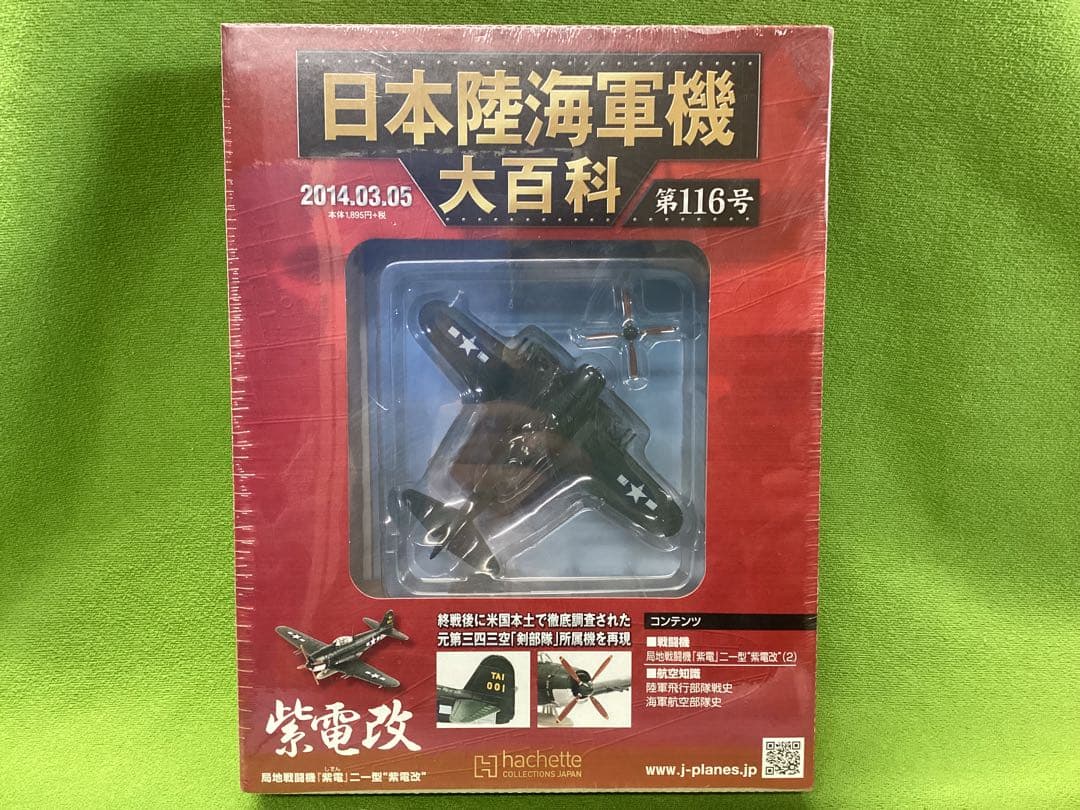 日本陸海軍機
大百科
2014.03.05
本体1,895円+税
第116号
終戦後に米国本土で徹底調査された
元第三四三空「剣部隊」所属機を再現
TAI
001
コンテンツ
■戦闘機
局地戦闘機「紫電」二一型"紫電改"(2)
■航空知識
陸軍飛行部隊戦史
海軍航空部隊史
紫電改
しでん
局地戦闘機「紫電」二一型"紫電改"
H hachette
COLLECTIONS JAPAN
www.j-planes.jp